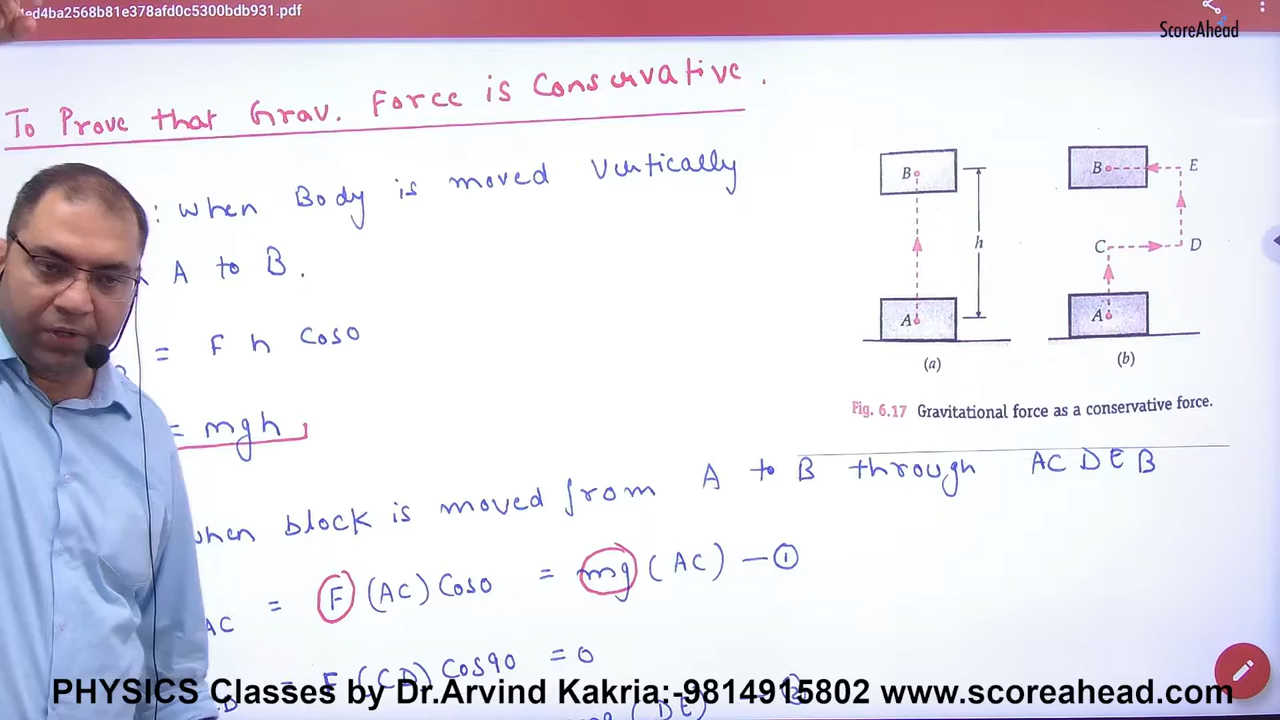 ed4ba2568b81e378afd0c5300bdb931.pdf
ScoreAhead
To Prove that Grav. Force is Conservative.
: when Body is moved vertically
A to B.
= F h Cos0
= mgh
when block is moved from A to B through ACDEB
AC = F (AC) Cos0 = mg (AC) — ①
= F (CD) Cos90 = 0
(DE)
B
E
h
C
D
A
B
A
(a)
(b)
Fig. 6.17 Gravitational force as a conservative force.
PHYSICS Classes by Dr.Arvind Kakria:-9814915802 www.scoreahead.com